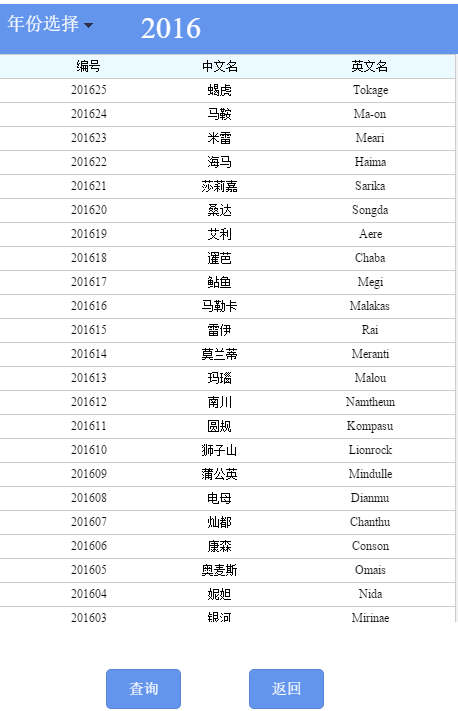 年份选择 2016
编号 中文名 英文名
201625 蝎虎 Tokage
201624 马鞍 Ma-on
201623 米雷 Meari
201622 海马 Haima
201621 莎莉嘉 Sarika
201620 桑达 Songda
201619 艾利 Aere
201618 暹芭 Chaba
201617 鲇鱼 Megi
201616 马勒卡 Malakas
201615 雷伊 Rai
201614 莫兰蒂 Meranti
201613 玛瑙 Malou
201612 南川 Namtheun
201611 圆规 Kompasu
201610 狮子山 Lionrock
201609 蒲公英 Mindulle
201608 电母 Dianmu
201607 灿都 Chanthu
201606 康森 Conson
201605 奥麦斯 Omais
201604 妮妲 Nida
201603 银河 Mirinae
查询 返回